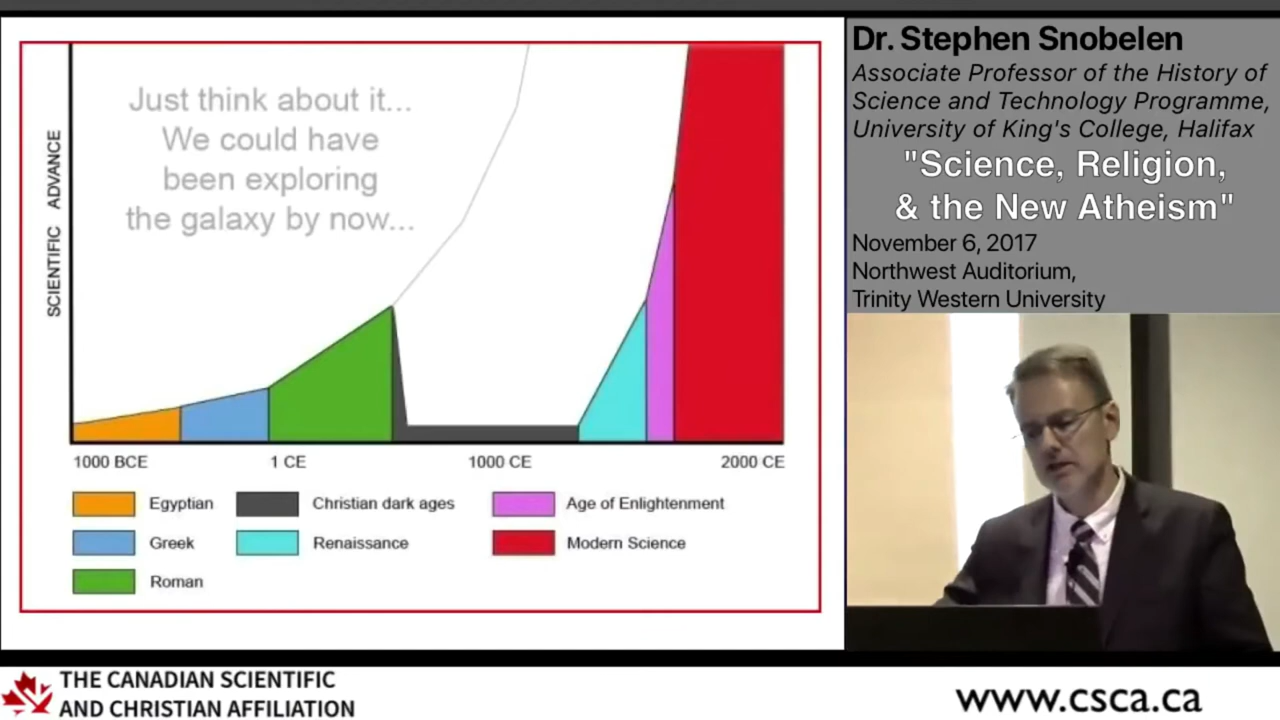 Just think about it...
We could have
been exploring
the galaxy by now...
SCIENTIFIC ADVANCE
1000 BCE
1 CE
1000 CE
2000 CE
Egyptian
Christian dark ages
Age of Enlightenment
Greek
Renaissance
Modern Science
Roman
Dr. Stephen Snobelen
Associate Professor of the History of
Science and Technology Programme,
University of King's College, Halifax
"Science, Religion,
& the New Atheism"
November 6, 2017
Northwest Auditorium,
Trinity Western University
THE CANADIAN SCIENTIFIC
AND CHRISTIAN AFFILIATION
www.csca.ca